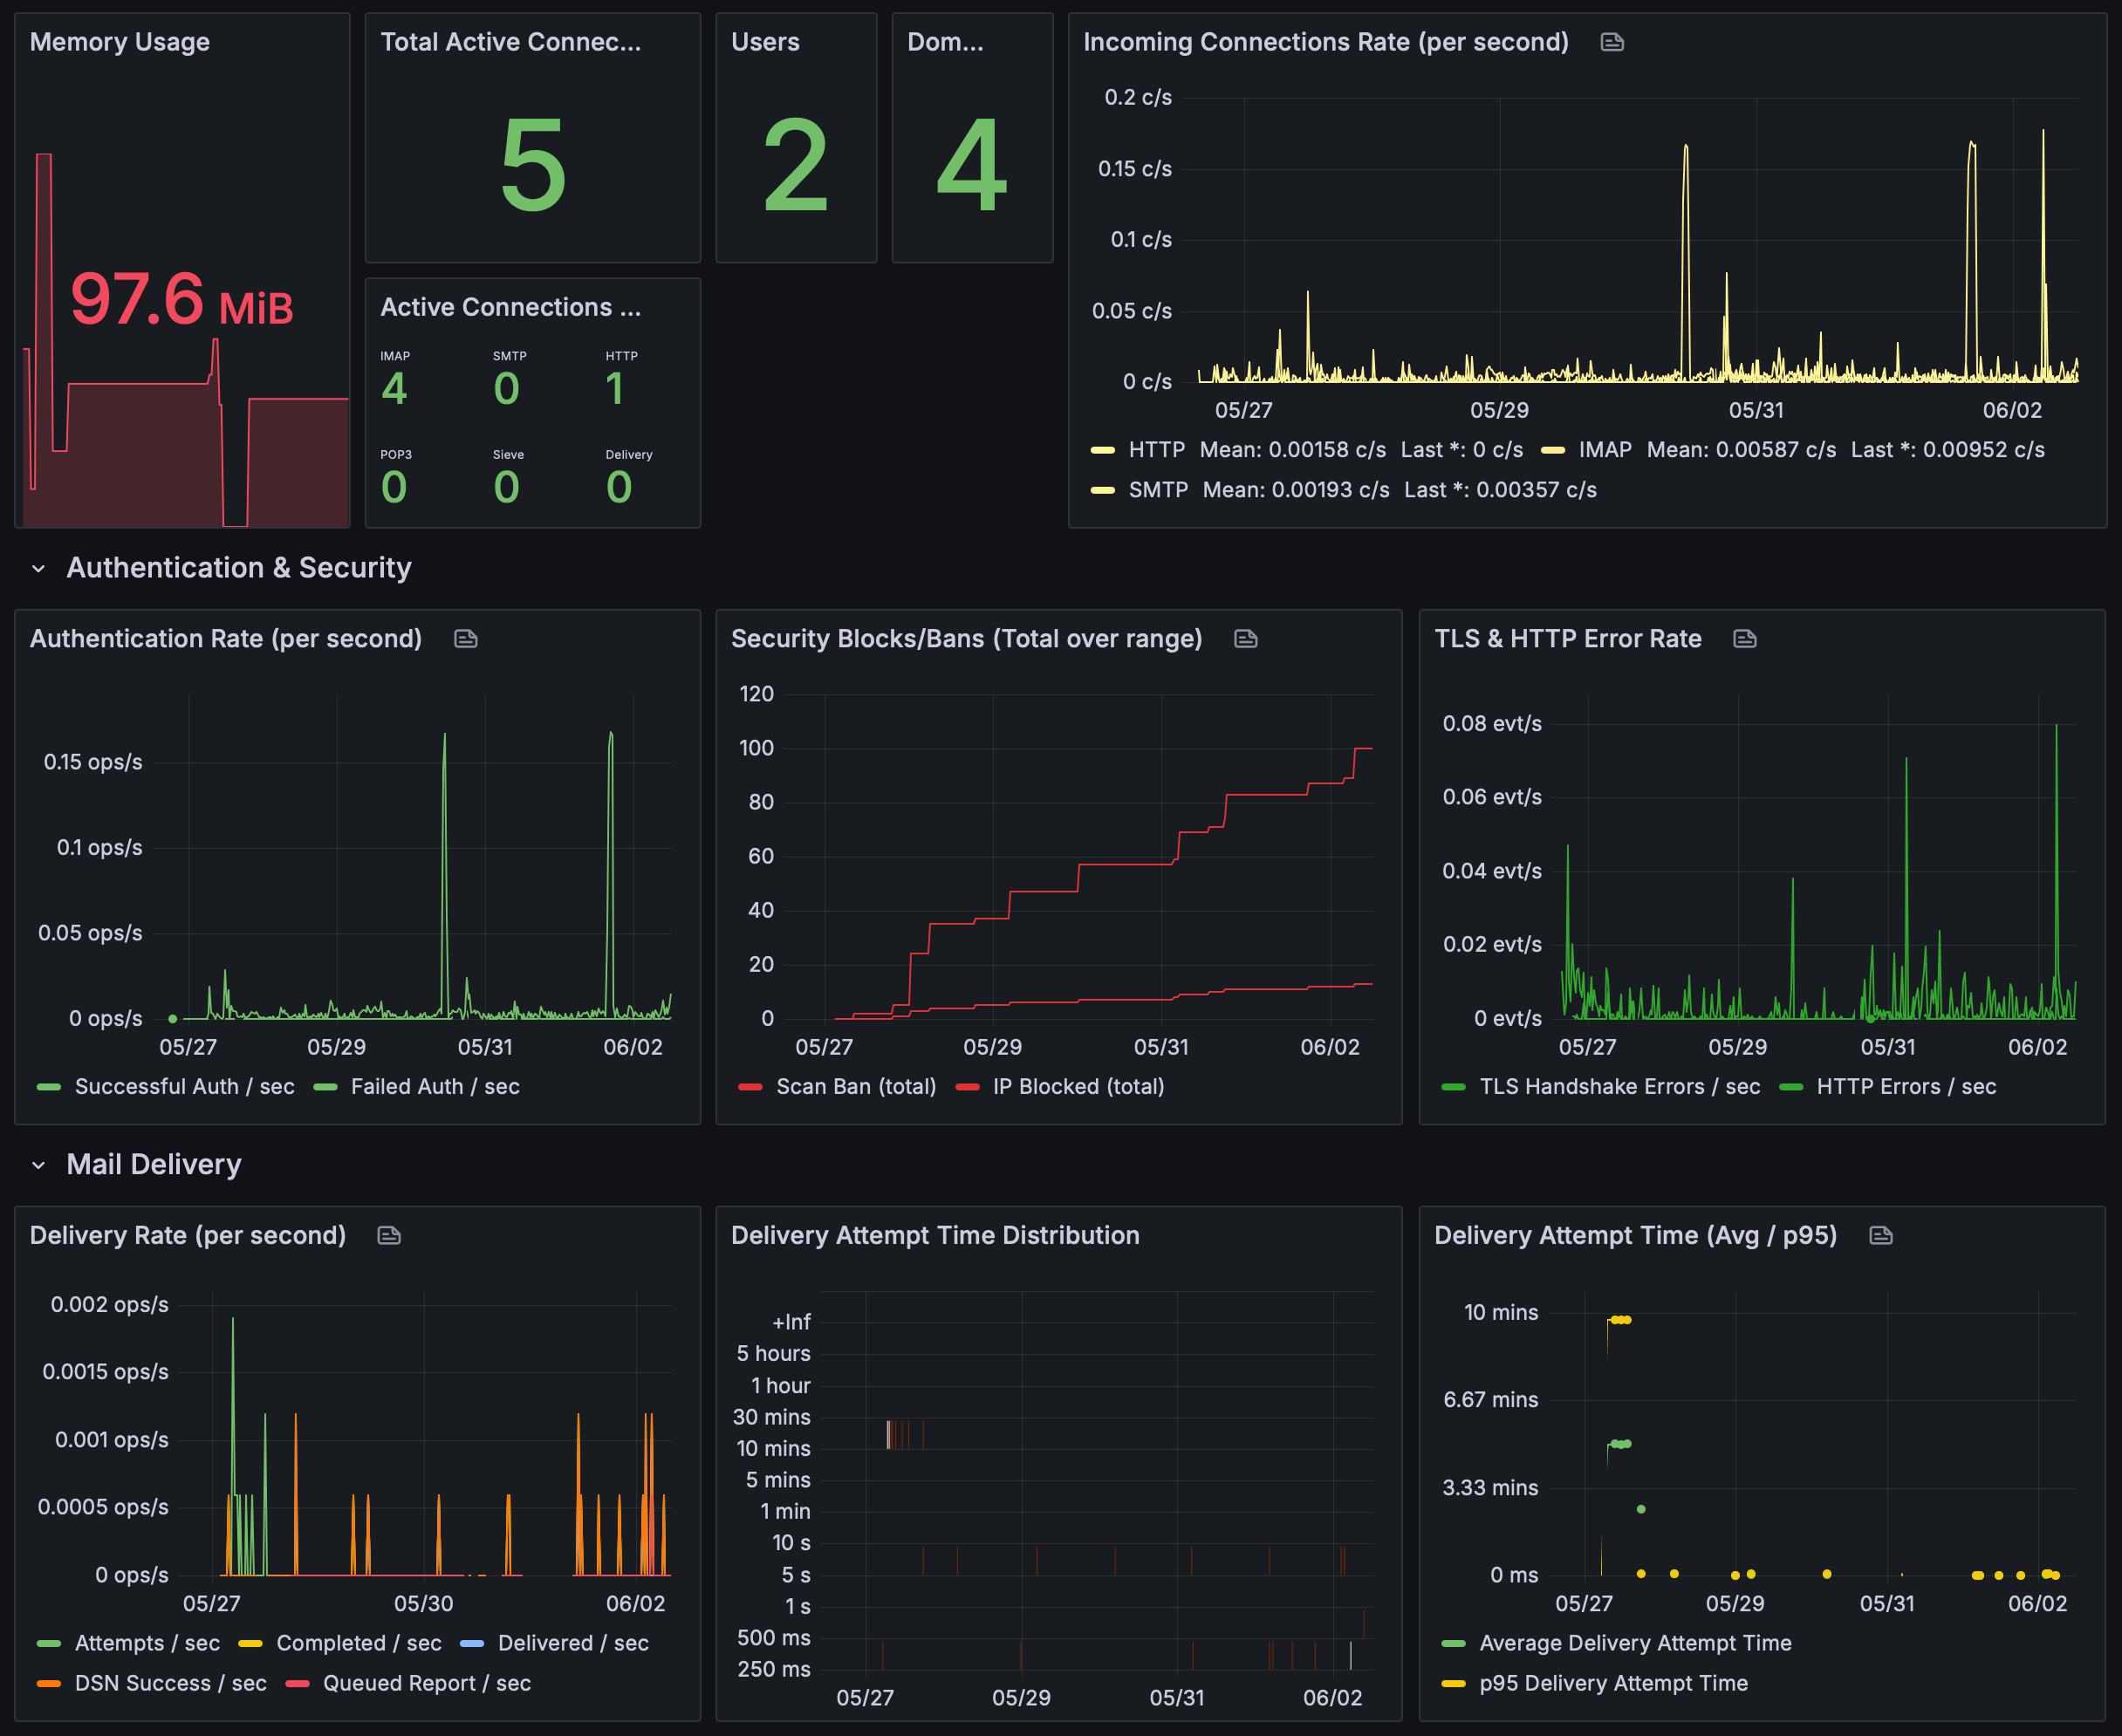 Memory Usage
97.6 MiB
Total Active Connec...
5
Users
2
Dom...
4
Active Connections ...
IMAP SMTP HTTP
4 0 1
POP3 Sieve Delivery
0 0 0
Incoming Connections Rate (per second)
0.2 c/s
0.15 c/s
0.1 c/s
0.05 c/s
0 c/s
05/27 05/29 05/31 06/02
HTTP Mean: 0.00158 c/s Last *: 0 c/s IMAP Mean: 0.00587 c/s Last *: 0.00952 c/s
SMTP Mean: 0.00193 c/s Last *: 0.00357 c/s
Authentication & Security
Authentication Rate (per second)
0.15 ops/s
0.1 ops/s
0.05 ops/s
0 ops/s
05/27 05/29 05/31 06/02
Successful Auth / sec Failed Auth / sec
Security Blocks/Bans (Total over range)
120
100
80
60
40
20
0
05/27 05/29 05/31 06/02
Scan Ban (total) IP Blocked (total)
TLS & HTTP Error Rate
0.08 evt/s
0.06 evt/s
0.04 evt/s
0.02 evt/s
0 evt/s
05/27 05/29 05/31 06/02
TLS Handshake Errors / sec HTTP Errors / sec
Mail Delivery
Delivery Rate (per second)
0.002 ops/s
0.0015 ops/s
0.001 ops/s
0.0005 ops/s
0 ops/s
05/27 05/30 06/02
Attempts / sec Completed / sec Delivered / sec
DSN Success / sec Queued Report / sec
Delivery Attempt Time Distribution
+Inf
5 hours
1 hour
30 mins
10 mins
5 mins
1 min
10 s
5 s
1 s
500 ms
250 ms
05/27 05/29 05/31 06/02
Delivery Attempt Time (Avg / p95)
10 mins
6.67 mins
3.33 mins
0 ms
05/27 05/29 05/31 06/02
Average Delivery Attempt Time
p95 Delivery Attempt Time